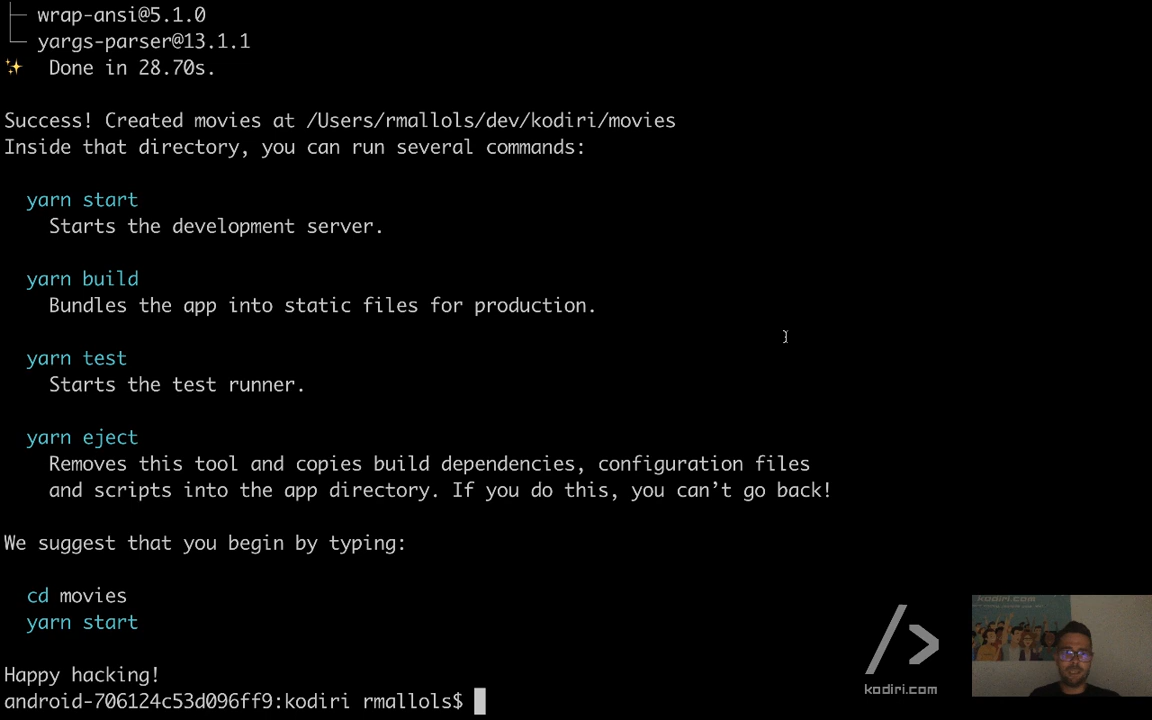 wrap-ansi@5.1.0
yargs-parser@13.1.1
Done in 28.70s.
Success! Created movies at /Users/rmallols/dev/kodiri/movies
Inside that directory, you can run several commands:
yarn start
Starts the development server.
yarn build
Bundles the app into static files for production.
yarn test
Starts the test runner.
yarn eject
Removes this tool and copies build dependencies, configuration files
and scripts into the app directory. If you do this, you can’t go back!
We suggest that you begin by typing:
cd movies
yarn start
Happy hacking!
android-706124c53d096ff9:kodiri rmallols$
/>
kodiri.com
kodiri.com